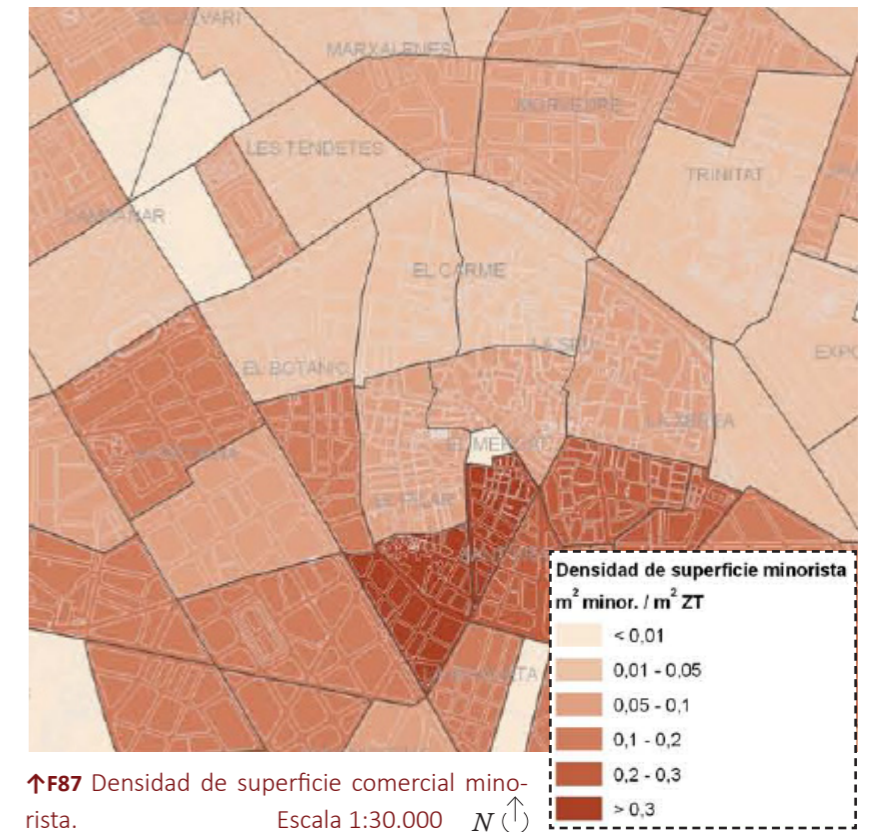 EL CALVARI
MARXALENES
MORVEDRE
LES TENDETES
TRINITAT
CAMPANAR
EL CARME
LA SEU
EXPO
EL BOTÀNIC
LA XEREA
EL MERCAT
EL PILAR
Densidad de superficie minorista
m² minor. / m² ZT
< 0,01
0,01 - 0,05
0,05 - 0,1
0,1 - 0,2
0,2 - 0,3
> 0,3
↑F87 Densidad de superficie comercial mino-
rista. Escala 1:30.000 N